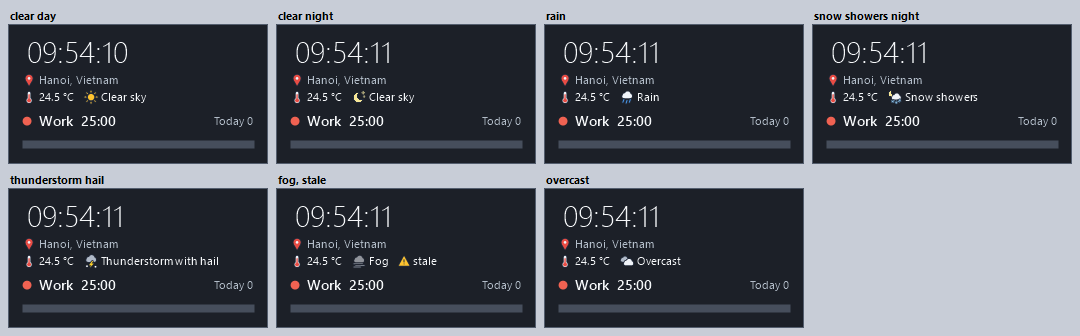 clear day
09:54:10
Hanoi, Vietnam
24.5 °C Clear sky
Work 25:00 Today 0
clear night
09:54:11
Hanoi, Vietnam
24.5 °C Clear sky
Work 25:00 Today 0
rain
09:54:11
Hanoi, Vietnam
24.5 °C Rain
Work 25:00 Today 0
snow showers night
09:54:11
Hanoi, Vietnam
24.5 °C Snow showers
Work 25:00 Today 0
thunderstorm hail
09:54:11
Hanoi, Vietnam
24.5 °C Thunderstorm with hail
Work 25:00 Today 0
fog, stale
09:54:11
Hanoi, Vietnam
24.5 °C Fog stale
Work 25:00 Today 0
overcast
09:54:11
Hanoi, Vietnam
24.5 °C Overcast
Work 25:00 Today 0